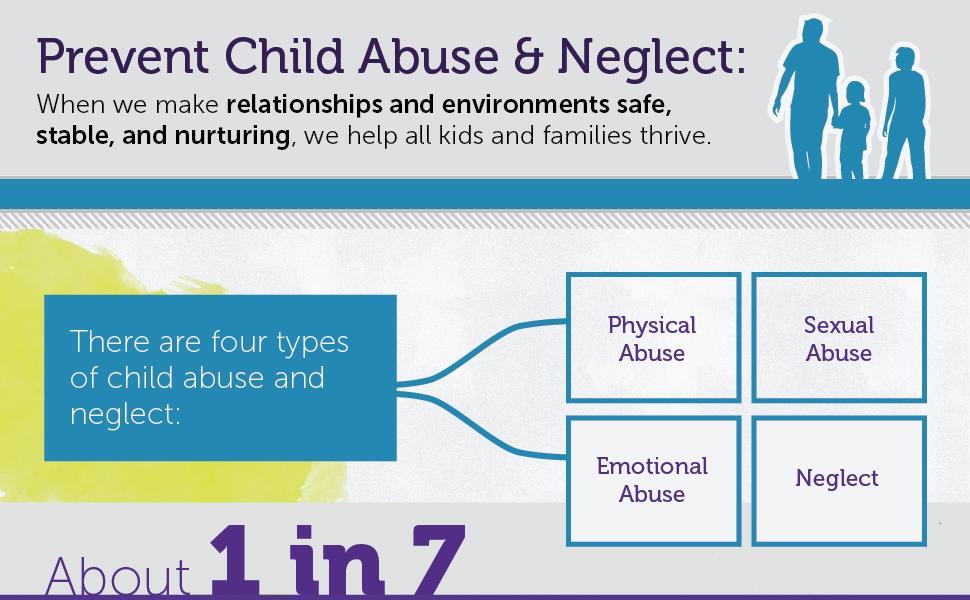 Prevent Child Abuse & Neglect:
When we make relationships and environments safe,
stable, and nurturing, we help all kids and families thrive.
There are four types
of child abuse and
neglect:
Physical
Abuse
Sexual
Abuse
Emotional
Abuse
Neglect
About 1 in 7